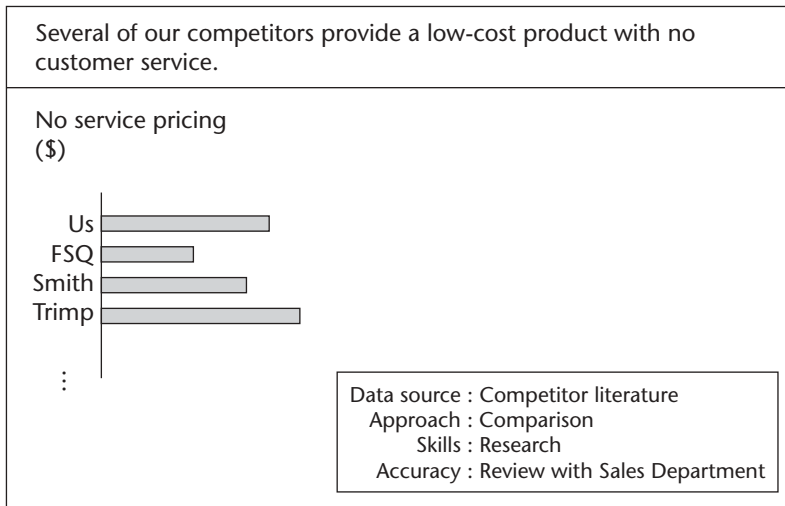 Several of our competitors provide a low-cost product with no
customer service.
No service pricing
($)
Us
FSQ
Smith
Trimp
⋮
Data source : Competitor literature
Approach : Comparison
Skills : Research
Accuracy : Review with Sales Department